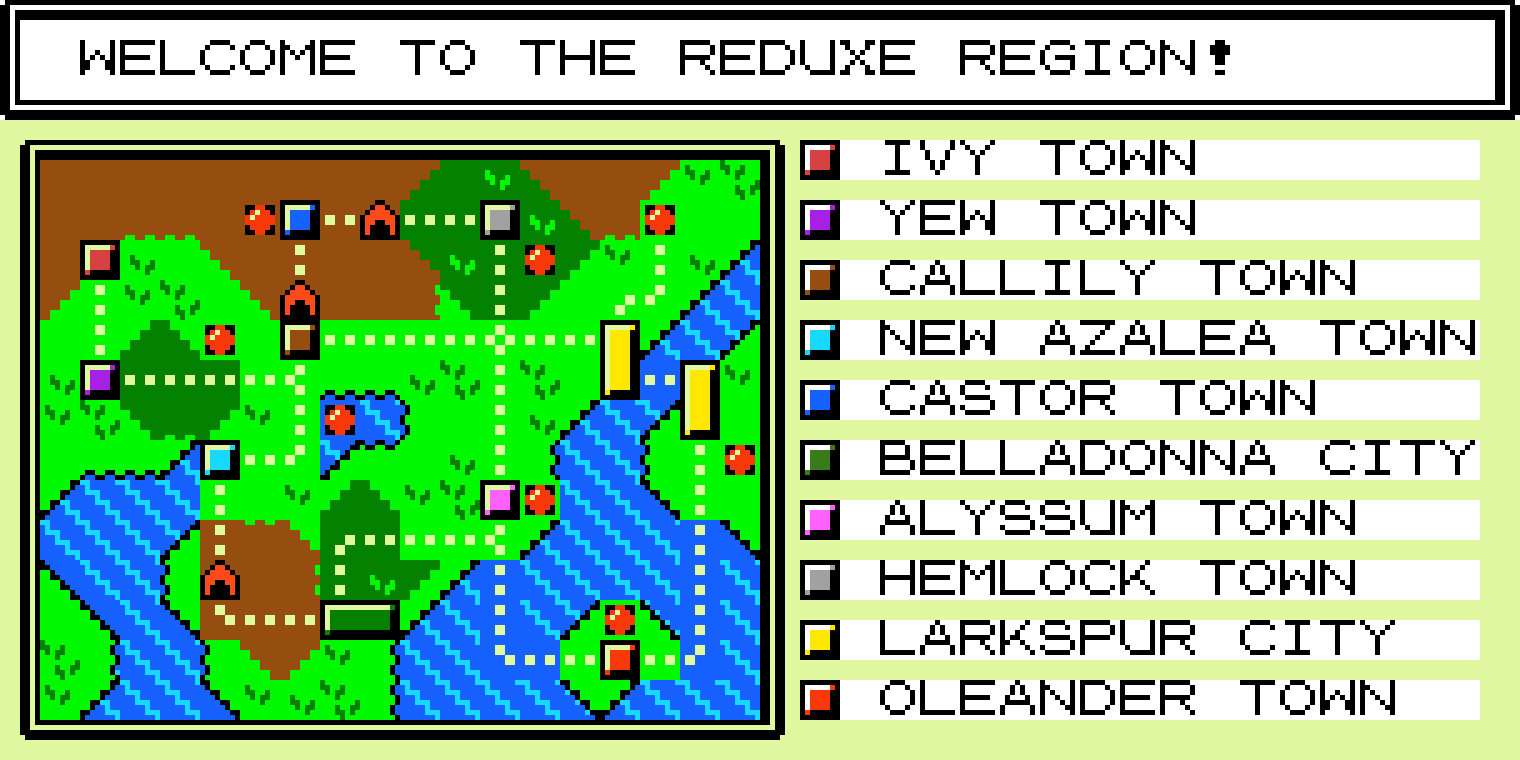 WELCOME TO THE REDUXE REGION!
IVY TOWN
YEW TOWN
CALLILY TOWN
NEW AZALEA TOWN
CASTOR TOWN
BELLADONNA CITY
ALYSSUM TOWN
HEMLOCK TOWN
LARKSPUR CITY
OLEANDER TOWN